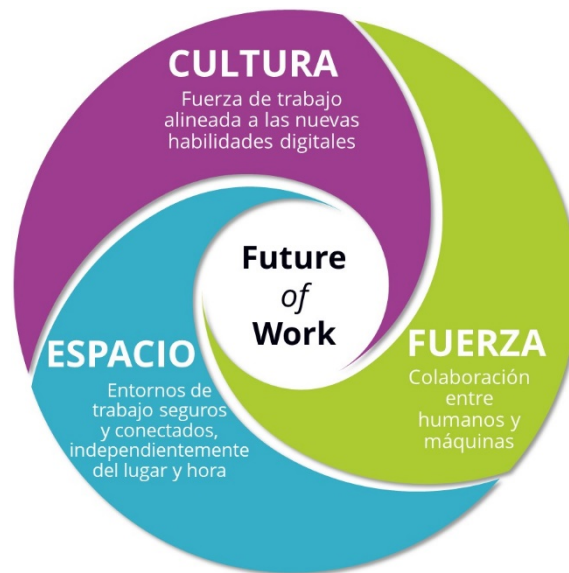 CULTURA
Fuerza de trabajo
alineada a las nuevas
habilidades digitales
Future
of
Work
ESPACIO
Entornos de
trabajo seguros
y conectados,
independientemente
del lugar y hora
FUERZA
Colaboración
entre
humanos y
máquinas